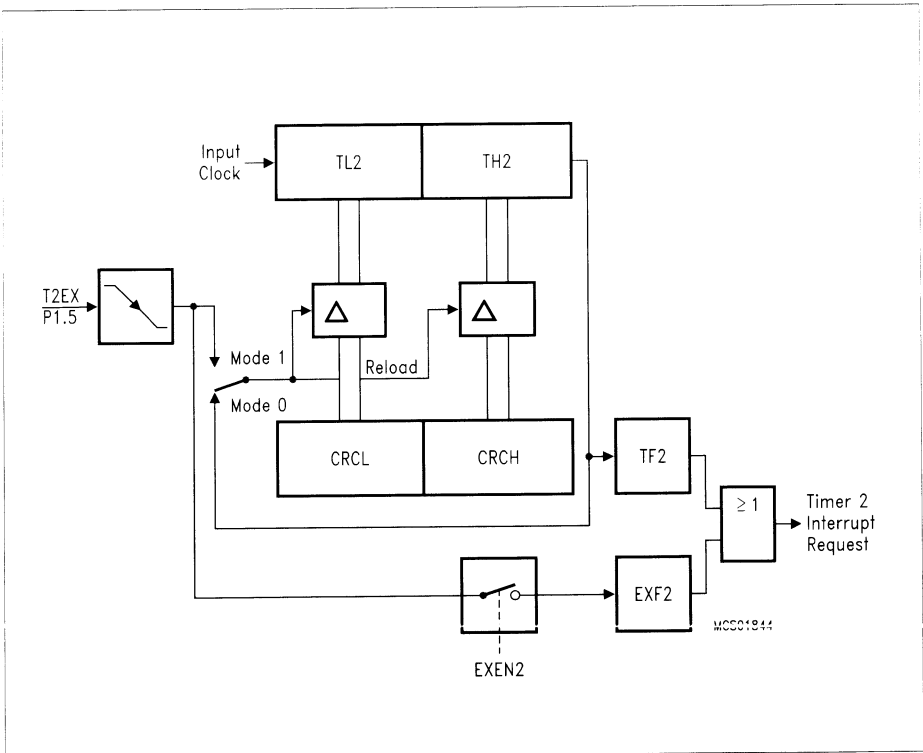 Input
Clock
TL2
TH2
T2EX
P1.5
Mode 1
Reload
Mode 0
CRCL
CRCH
TF2
≥ 1
Timer 2
Interrupt
Request
EXF2
MCS01844
EXEN2